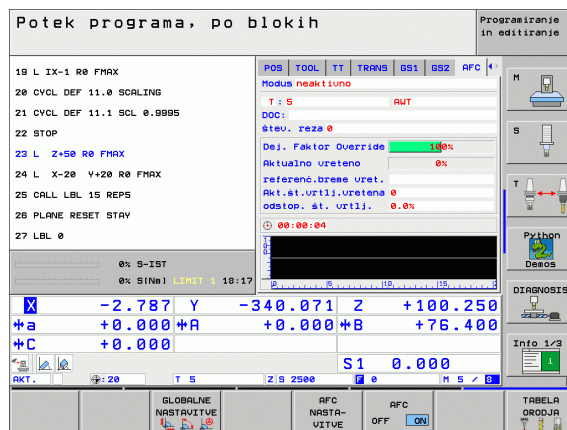 Potek programa, po blokih
Programiranje
in editiranje
19 L IX-1 R0 FMAX
20 CYCL DEF 11.0 SCALING
21 CYCL DEF 11.1 SCL 0.9995
22 STOP
23 L Z+50 R0 FMAX
24 L X-20 Y+20 R0 FMAX
25 CALL LBL 15 REP5
26 PLANE RESET STAY
27 LBL 0
0% S-IST
0% S[Nm] LIMIT 1 18:17
POS TOOL TT TRANS GS1 GS2 AFC
Modus neaktivno
T : 5 AWT
DOC:
štev. reza 0
Dej. Faktor Override 100%
Aktualno vreteno 0%
referenč.breme vret.
Akt.št.vrtlj.vretena 0
odstop. št. vrtlj. 0.0%
00:00:04
0 5 10 15
X -2.787 Y -340.071 Z +100.250
a +0.000 A +0.000 B +76.400
C +0.000
S1 0.000
AKT. : 20 T 5 Z S 2500 F 0 M 5 / 8
M
S
T
Python
Demos
DIAGNOSIS
Info 1/3
GLOBALNE
NASTAVITVE
AFC
NASTA-
VITVE
AFC
OFF ON
TABELA
ORODJA